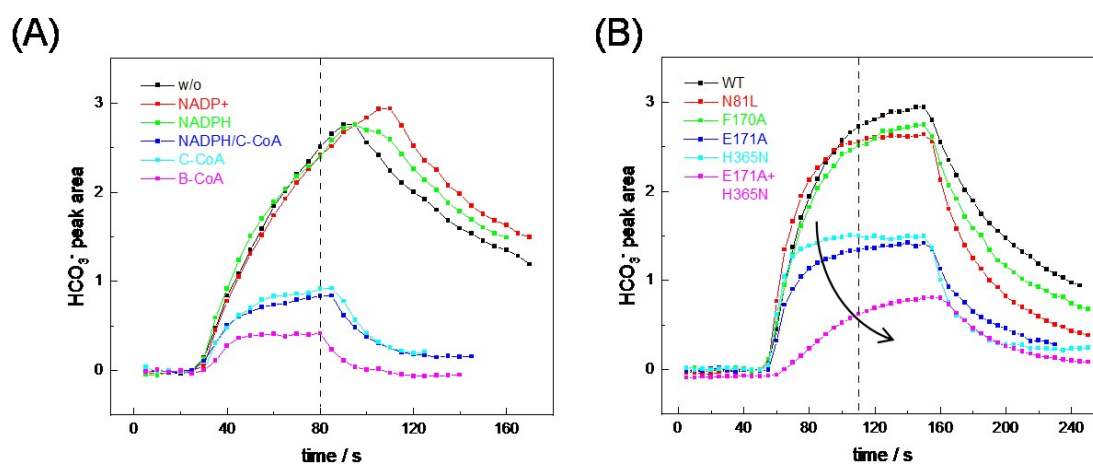 (A)
HCO₃⁻ peak area
3
2
1
0
w/o
NADP+
NADPH
NADPH/C-CoA
C-CoA
B-CoA
0 40 80 120 160
time / s
(B)
HCO₃⁻ peak area
3
2
1
0
WT
N81L
F170A
E171A
H365N
E171A+
H365N
0 40 80 120 160 200 240
time / s